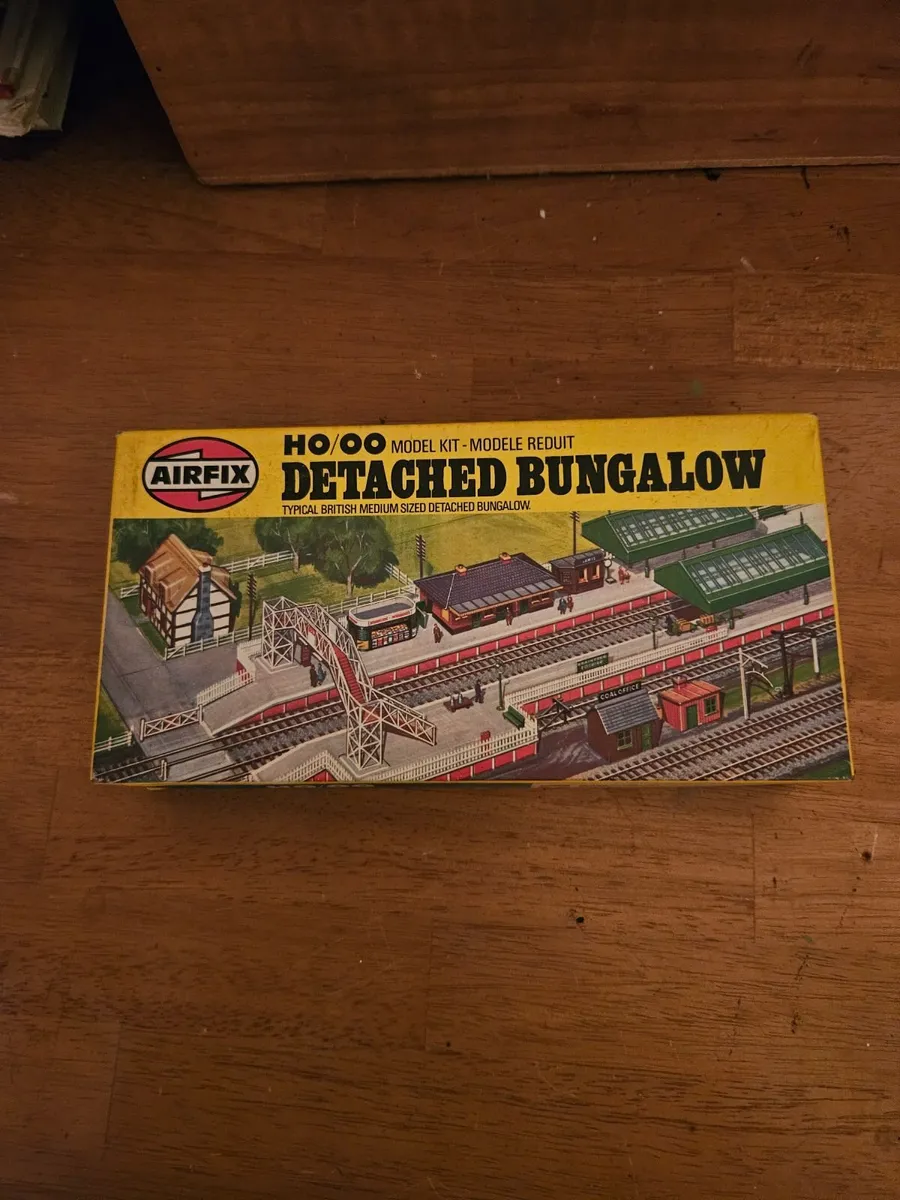 AIRFIX
HO/OO MODEL KIT - MODELE REDUIT
DETACHED BUNGALOW
TYPICAL BRITISH MEDIUM SIZED DETACHED BUNGALOW.
COAL OFFICE